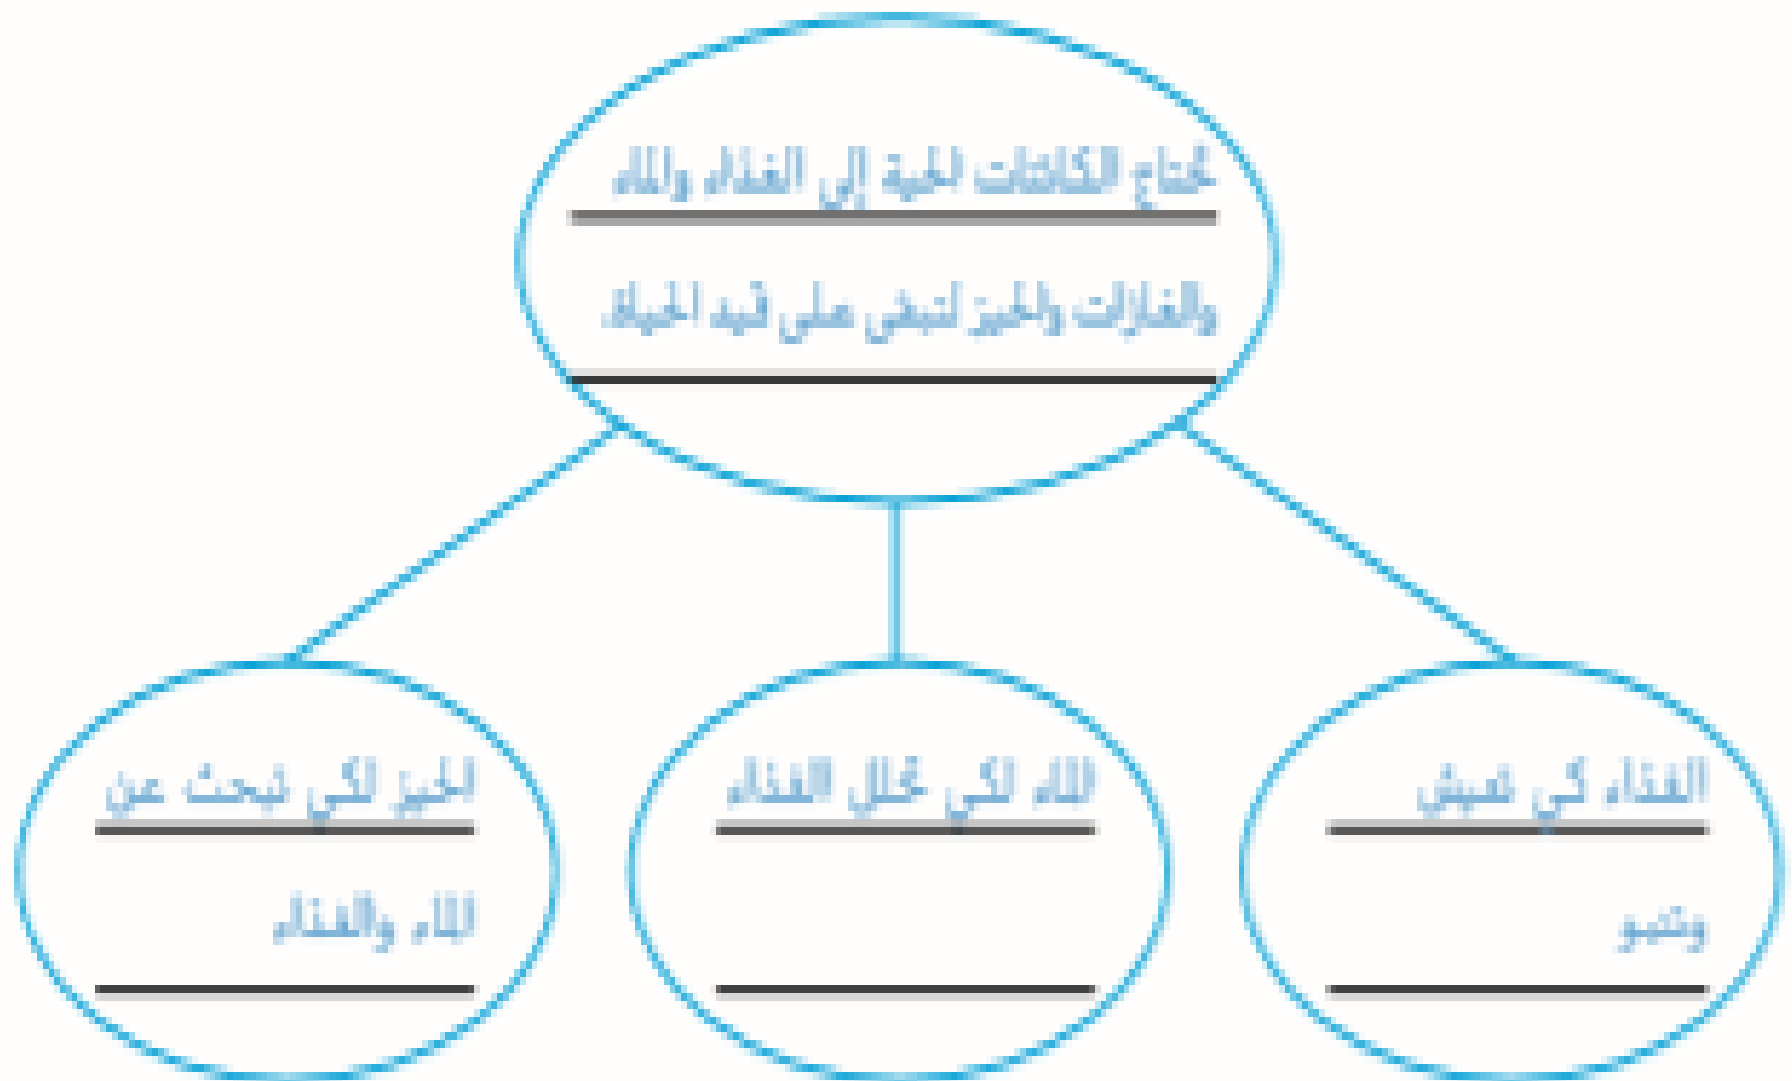 تحتاج الكائنات الحية إلى الغذاء والماء
والغازات والحيز لتبقى على قيد الحياة.
الغذاء كي تعيش
وتنمو
الماء لكي تحلل الغذاء
الحيز لكي تبحث عن
الماء والغذاء